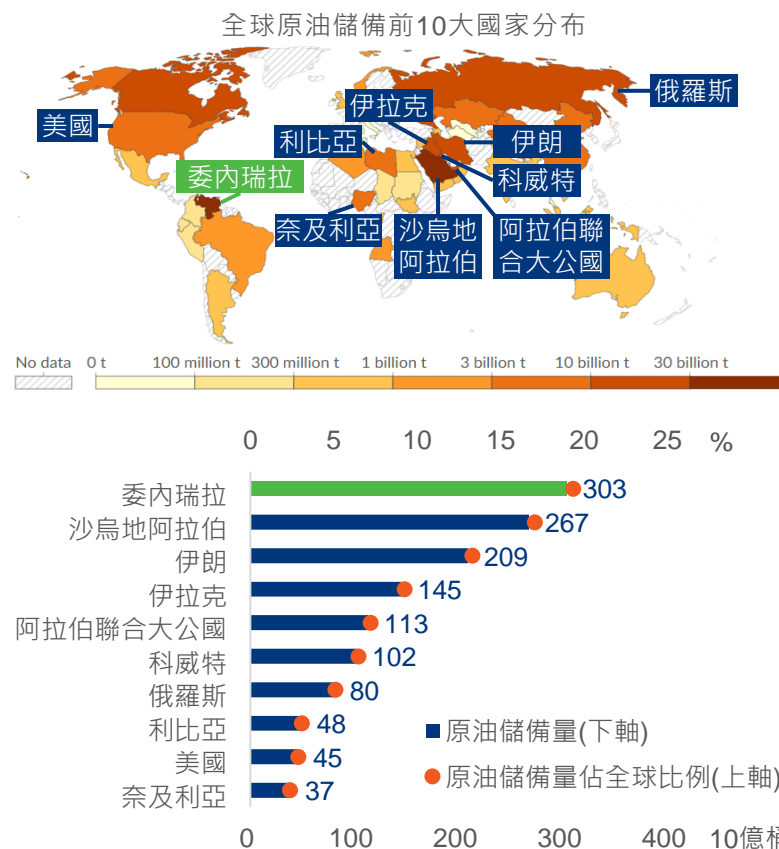 全球原油儲備前10大國家分布
俄羅斯
伊拉克
美國
利比亞
伊朗
委內瑞拉
科威特
奈及利亞
沙烏地
阿拉伯
阿拉伯聯
合大公國
No data
0 t
100 million t
300 million t
1 billion t
3 billion t
10 billion t
30 billion t
0 5 10 15 20 25 %
委內瑞拉 303
沙烏地阿拉伯 267
伊朗 209
伊拉克 145
阿拉伯聯合大公國 113
科威特 102
俄羅斯 80
利比亞 48
美國 45
奈及利亞 37
原油儲備量(下軸)
原油儲備量佔全球比例(上軸)
0 100 200 300 400 10億桶